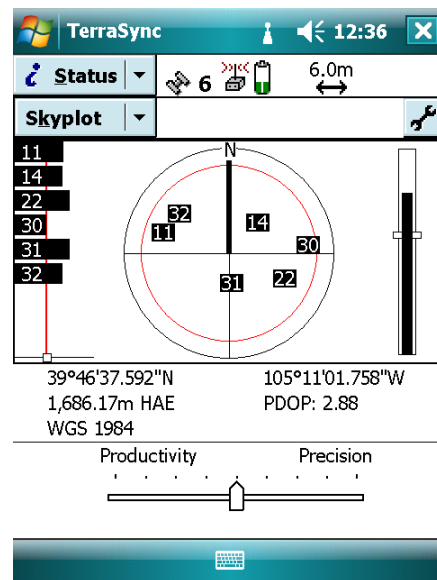 TerraSync 12:36
Status 6 6.0m
Skyplot
11
14
22
30
31
32
N
32
14
11
30
31
22
39°46'37.592"N 105°11'01.758"W
1,686.17m HAE PDOP: 2.88
WGS 1984
Productivity Precision